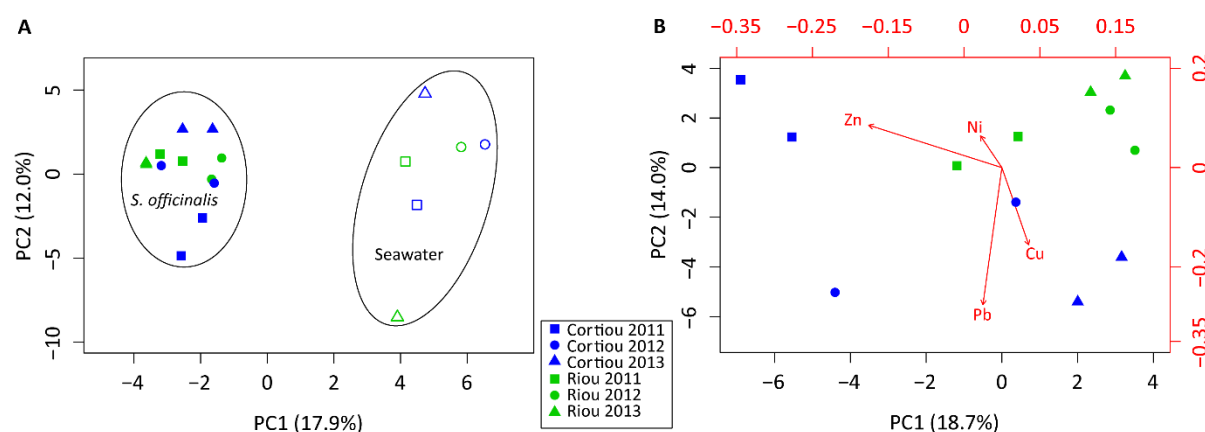 A
PC2 (12.0%)
5
0
−5
−10
S. officinalis
Seawater
−4
−2
0
2
4
6
PC1 (17.9%)
Cortiou 2011
Cortiou 2012
Cortiou 2013
Riou 2011
Riou 2012
Riou 2013
B
−0.35
−0.22
0
0.05
0.15
PC2 (14.0%)
4
2
0
−2
−4
−6
Zn
Ni
Cu
Pb
0.2
0
−0.2
−0.35
−6
−4
−2
0
2
4
PC1 (18.7%)